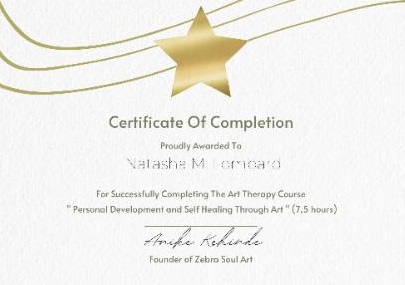 Certificate Of Completion
Proudly Awarded To
Natasha M Lombard
For Successfully Completing The Art Therapy Course
" Personal Development and Self Healing Through Art " (7,5 hours)
Anike Kehinde
Founder of Zebra Soul Art